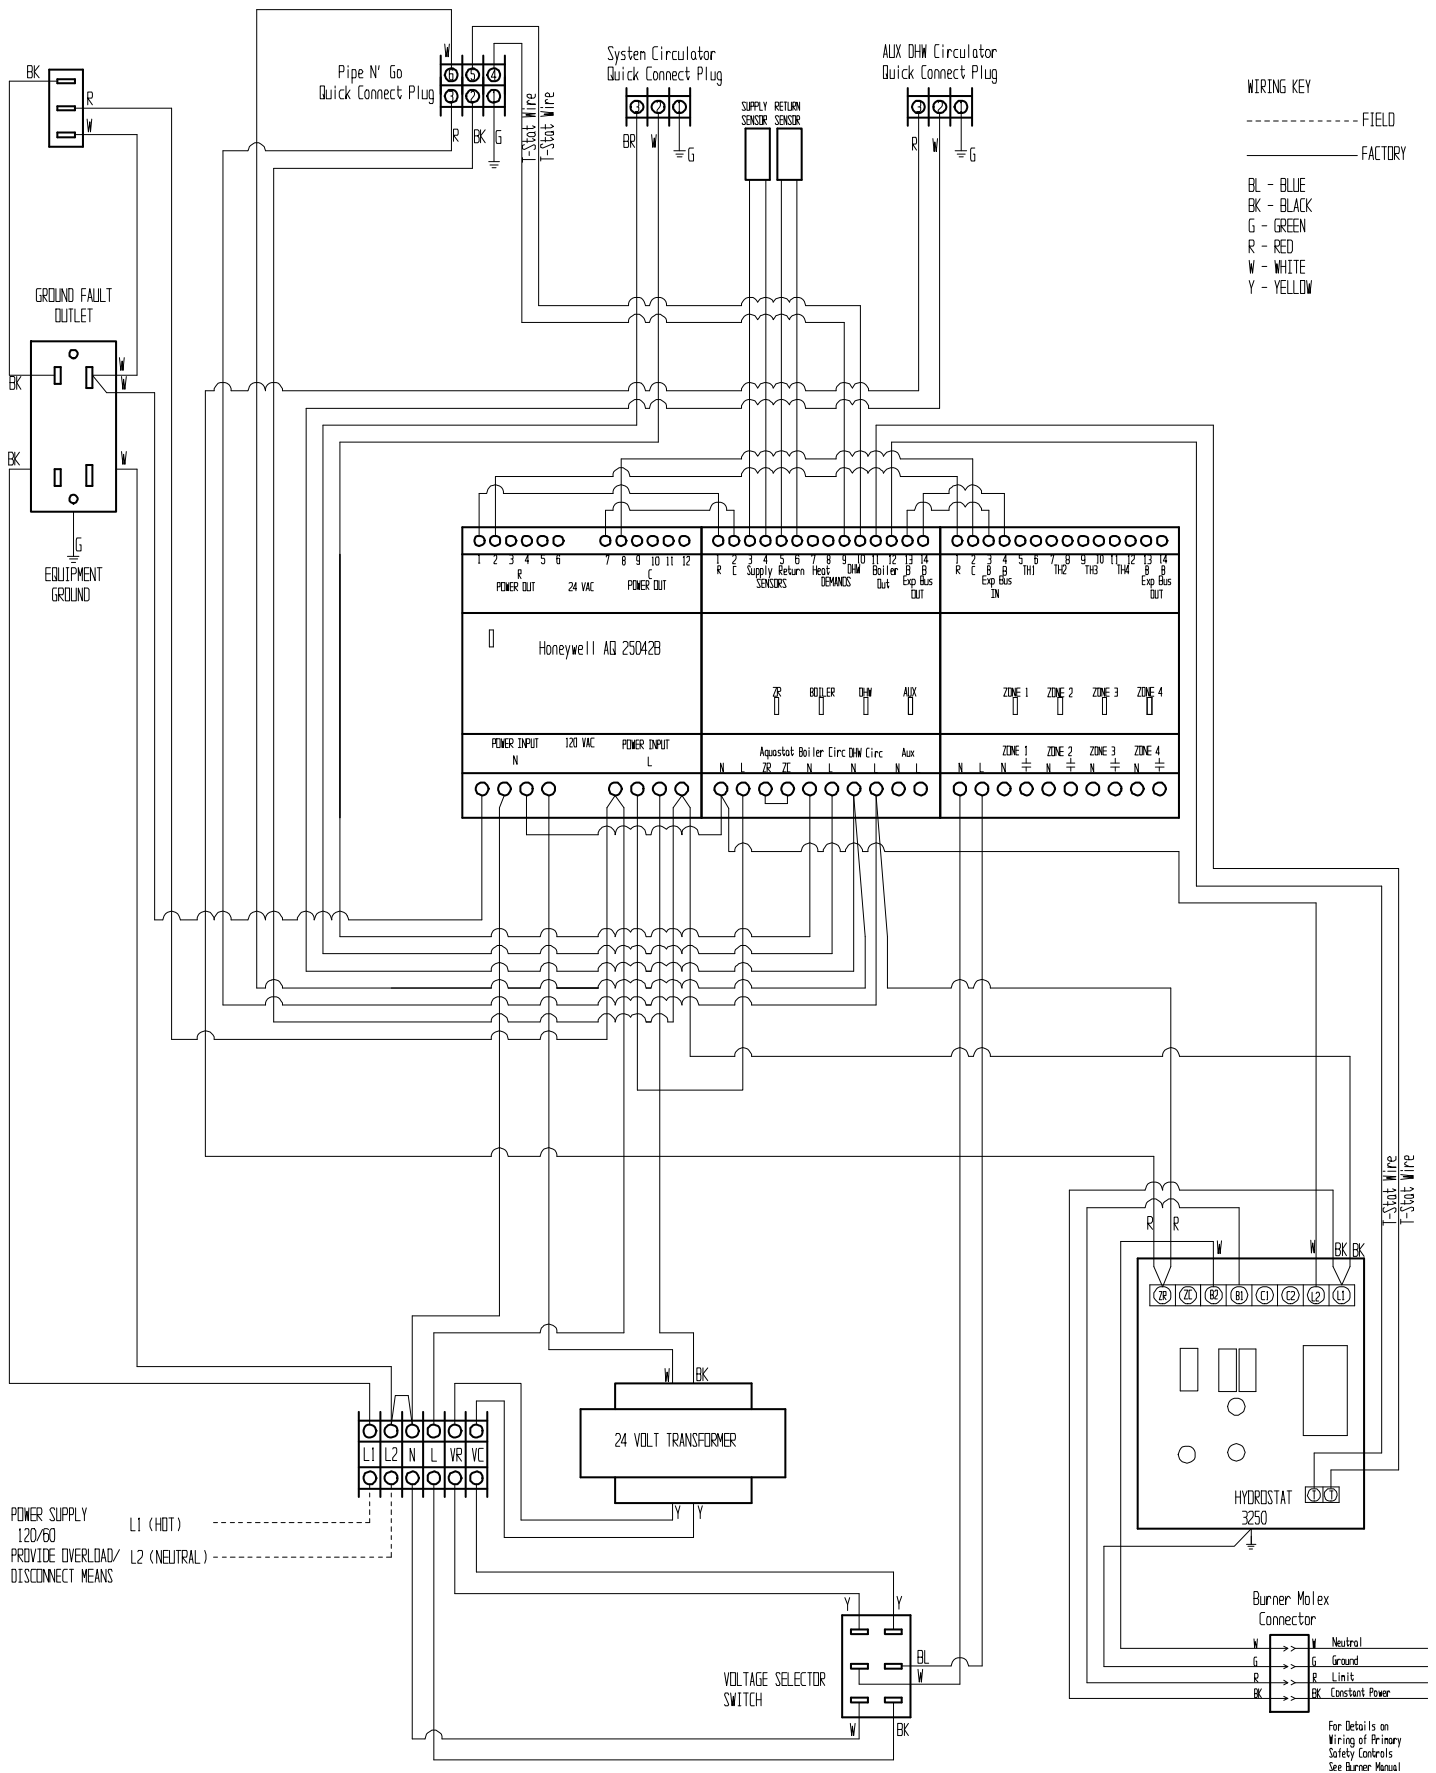 Pipe N' Go
Quick Connect Plug
System Circulator
Quick Connect Plug
AUX DHW Circulator
Quick Connect Plug
SUPPLY SENSOR
RETURN SENSOR
WIRING KEY
FIELD
FACTORY
BL - BLUE
BK - BLACK
G - GREEN
R - RED
W - WHITE
Y - YELLOW
BK
R
W
W
6 5 4
3 2 1
R BK G
T-Stat Wire
T-Stat Wire
3 2 1
BR W G
3 2 1
R W G
GROUND FAULT
OUTLET
W
W
BK
BK
W
G
EQUIPMENT
GROUND
1 2 3 4 5 6
R
POWER OUT
24 VAC
7 8 9 10 11 12
C
POWER OUT
1 2 3 4 5 6 7 8 9 10 11 12 13 14
R C Supply Return Heat DHW Boiler B B
SENSORS
DEMANDS
Out
Exp Bus
OUT
1 2 3 4 5 6 7 8 9 10 11 12 13 14
R C B B TH1 TH2 TH3 TH4 B B
Exp Bus
IN
Exp Bus
OUT
Honeywell AQ 25042B
ZR BOILER DHW AUX
ZONE 1 ZONE 2 ZONE 3 ZONE 4
POWER INPUT
N
120 VAC
POWER INPUT
L
Aquastat Boiler Circ DHW Circ Aux
N L ZR ZC N L N L N L
ZONE 1 ZONE 2 ZONE 3 ZONE 4
N L N N N N
T-Stat Wire
T-Stat Wire
R R
W
W
BK BK
ZR ZC B2 B1 C1 C2 L2 L1
W BK
24 VOLT TRANSFORMER
Y Y
L1 L2 N L VR VC
T T
HYDROSTAT
3250
POWER SUPPLY
120/60
PROVIDE OVERLOAD/
DISCONNECT MEANS
L1 (HOT)
L2 (NEUTRAL)
Y Y
BL
W
VOLTAGE SELECTOR
SWITCH
W BK
Burner Molex
Connector
W W Neutral
G G Ground
R R Limit
BK BK Constant Power
For Details on
Wiring of Primary
Safety Controls
See Burner Manual